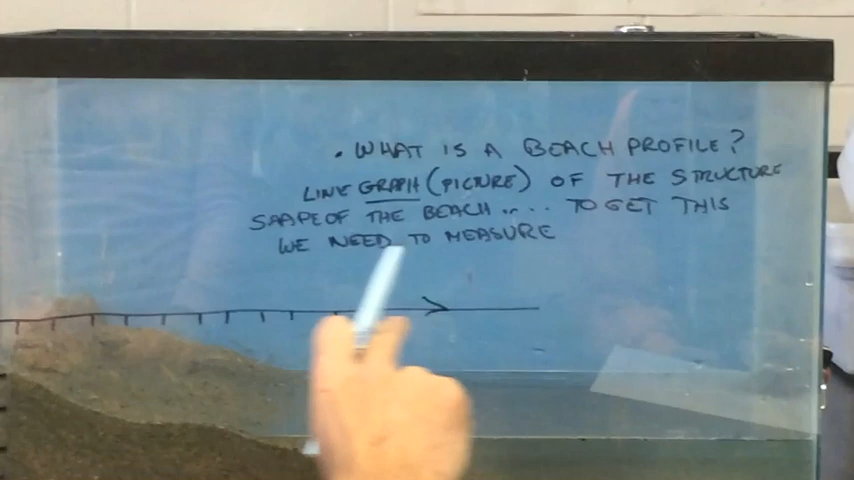 . WHAT IS A BEACH PROFILE?
LINE GRAPH (PICTURE) OF THE STRUCTURE
SAAPE OF THE BEACH..... TO GET THIS
WE NEED TO MEASURE